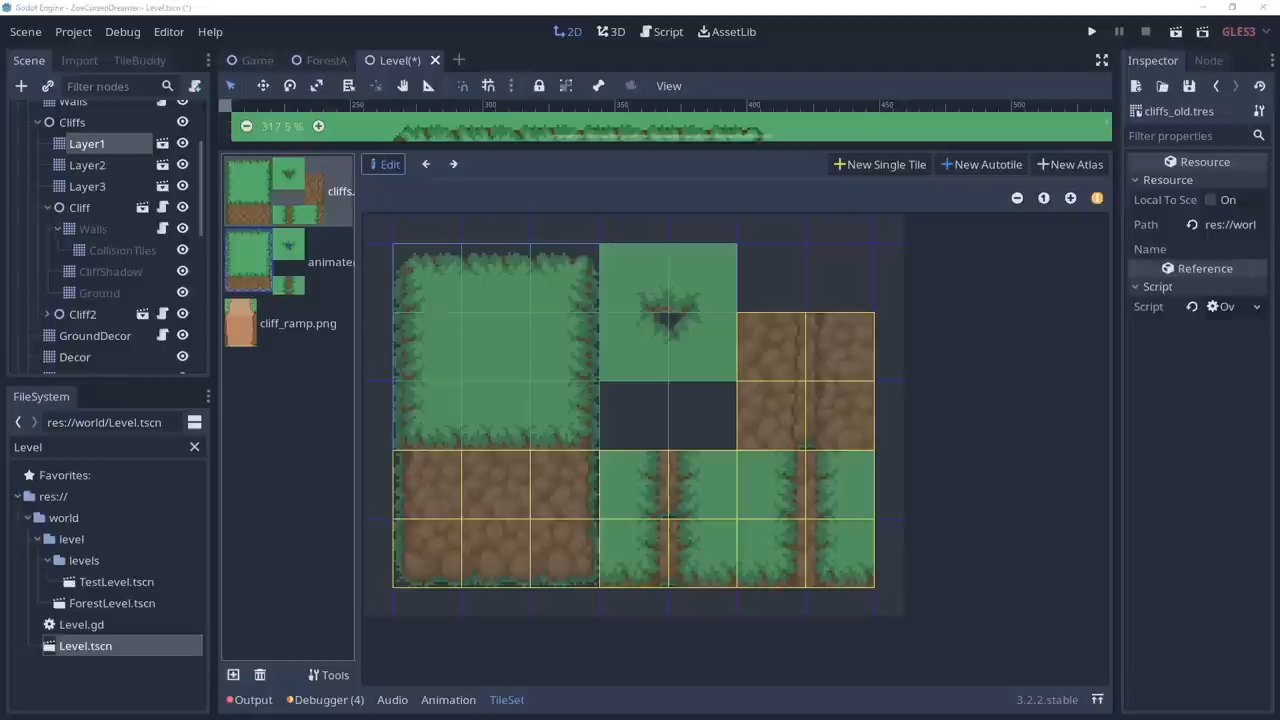 Godot Engine - ZoeCursedDreamer - Level.tscn (*)
Scene Project Debug Editor Help
2D 3D Script AssetLib
GLES3
Scene Import TileBuddy
Game ForestA Level(*)
Inspector Node
Filter nodes
View
250 300 350 400 450 500
317.5 %
cliffs_old.tres
Filter properties
Walls
Cliffs
Layer1
Layer2
Layer3
Cliff
Walls
CollisionTiles
CliffShadow
Ground
Cliff2
GroundDecor
Decor
Edit
New Single Tile New Autotile New Atlas
cliffs.
animate
cliff_ramp.png
Tools
Resource
Resource
Local To Sce On
Path res://worl
Name
Reference
Script
Script Ov
FileSystem
res://world/Level.tscn
Level
Favorites:
res://
world
level
levels
TestLevel.tscn
ForestLevel.tscn
Level.gd
Level.tscn
Output Debugger (4) Audio Animation TileSet
3.2.2.stable